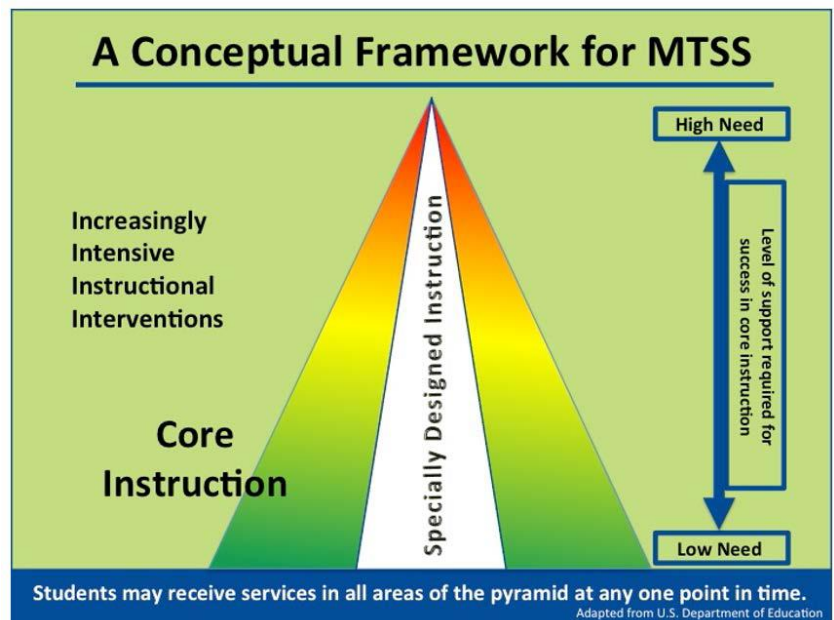 A Conceptual Framework for MTSS
High Need
Increasingly
Intensive
Instructional
Interventions
Specially Designed Instruction
Level of support required for
success in core instruction
Core
Instruction
Low Need
Students may receive services in all areas of the pyramid at any one point in time.
Adapted from U.S. Department of Education